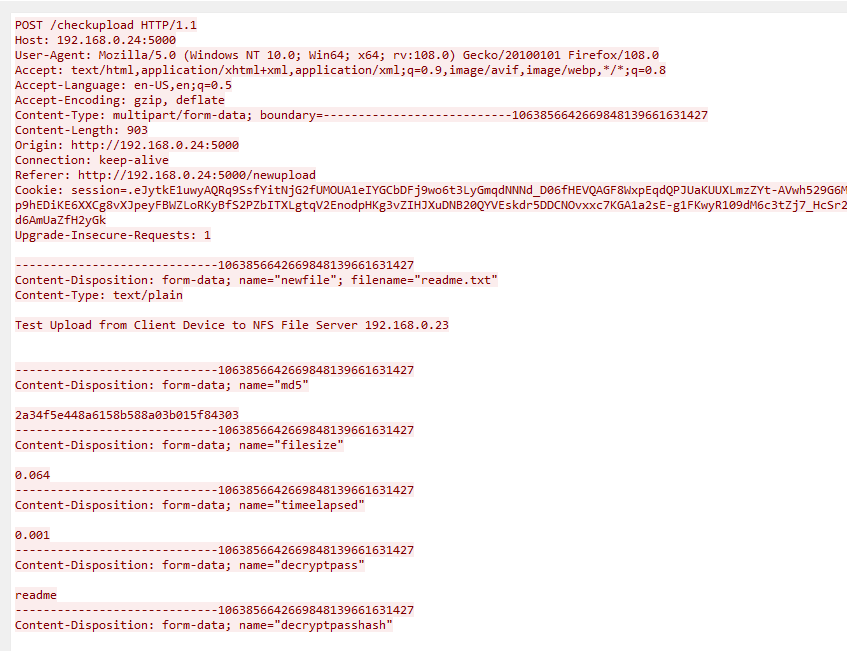 POST /checkupload HTTP/1.1
Host: 192.168.0.24:5000
User-Agent: Mozilla/5.0 (Windows NT 10.0; Win64; x64; rv:108.0) Gecko/20100101 Firefox/108.0
Accept: text/html,application/xhtml+xml,application/xml;q=0.9,image/avif,image/webp,*/*;q=0.8
Accept-Language: en-US,en;q=0.5
Accept-Encoding: gzip, deflate
Content-Type: multipart/form-data; boundary=---------------------------1063856642669848139661631427
Content-Length: 903
Origin: http://192.168.0.24:5000
Connection: keep-alive
Referer: http://192.168.0.24:5000/newupload
Cookie: session=.eJytkE1uwyAQRq9SsfYitNjG2fUMOUA1eIYGCbDFj9wo6t3LyGmqdNNNd_D06fHEVQAGF8WxpEqdQPJUaKUUXLmzZYt-AVwh529G6M
p9hEDiKE6XXCg8vXJpeyFBWZLoRKyBfS2PZbITXLgtqV2EnodpHKg3vZIHJXuDNB20QYVEskdr5DDCNOvxxc7KGA1a2sE-g1FKwyR109dM6c3tZj7_HcSr2
d6AmUaZfH2yGk
Upgrade-Insecure-Requests: 1
-----------------------------1063856642669848139661631427
Content-Disposition: form-data; name="newfile"; filename="readme.txt"
Content-Type: text/plain
Test Upload from Client Device to NFS File Server 192.168.0.23
-----------------------------1063856642669848139661631427
Content-Disposition: form-data; name="md5"
2a34f5e448a6158b588a03b015f84303
-----------------------------1063856642669848139661631427
Content-Disposition: form-data; name="filesize"
0.064
-----------------------------1063856642669848139661631427
Content-Disposition: form-data; name="timeelapsed"
0.001
-----------------------------1063856642669848139661631427
Content-Disposition: form-data; name="decryptpass"
readme
-----------------------------1063856642669848139661631427
Content-Disposition: form-data; name="decryptpasshash"